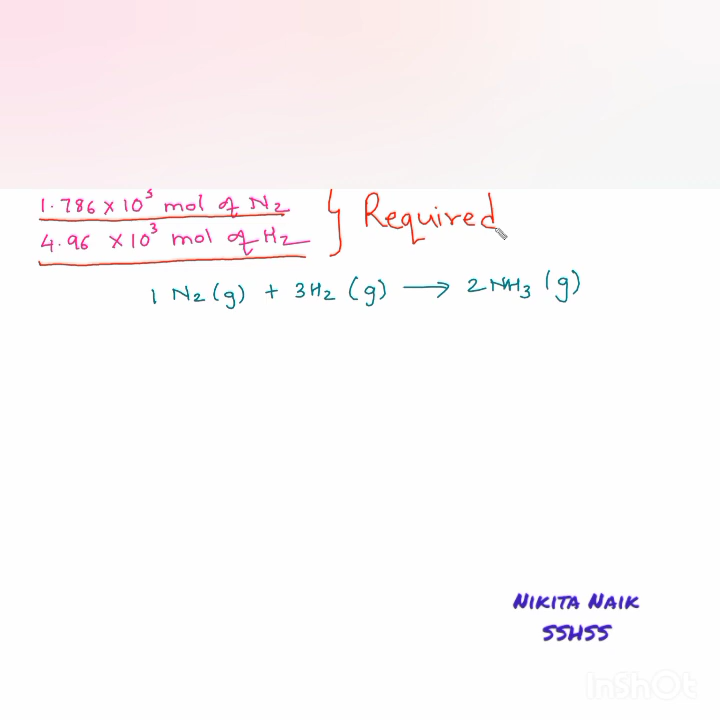 1.786 × 10⁵ mol of N₂
4.96 × 10³ mol of H₂ } Required
1 N₂(g) + 3H₂(g) ⟶ 2NH₃(g)
NIKITA NAIK
SSHSS
InShOt